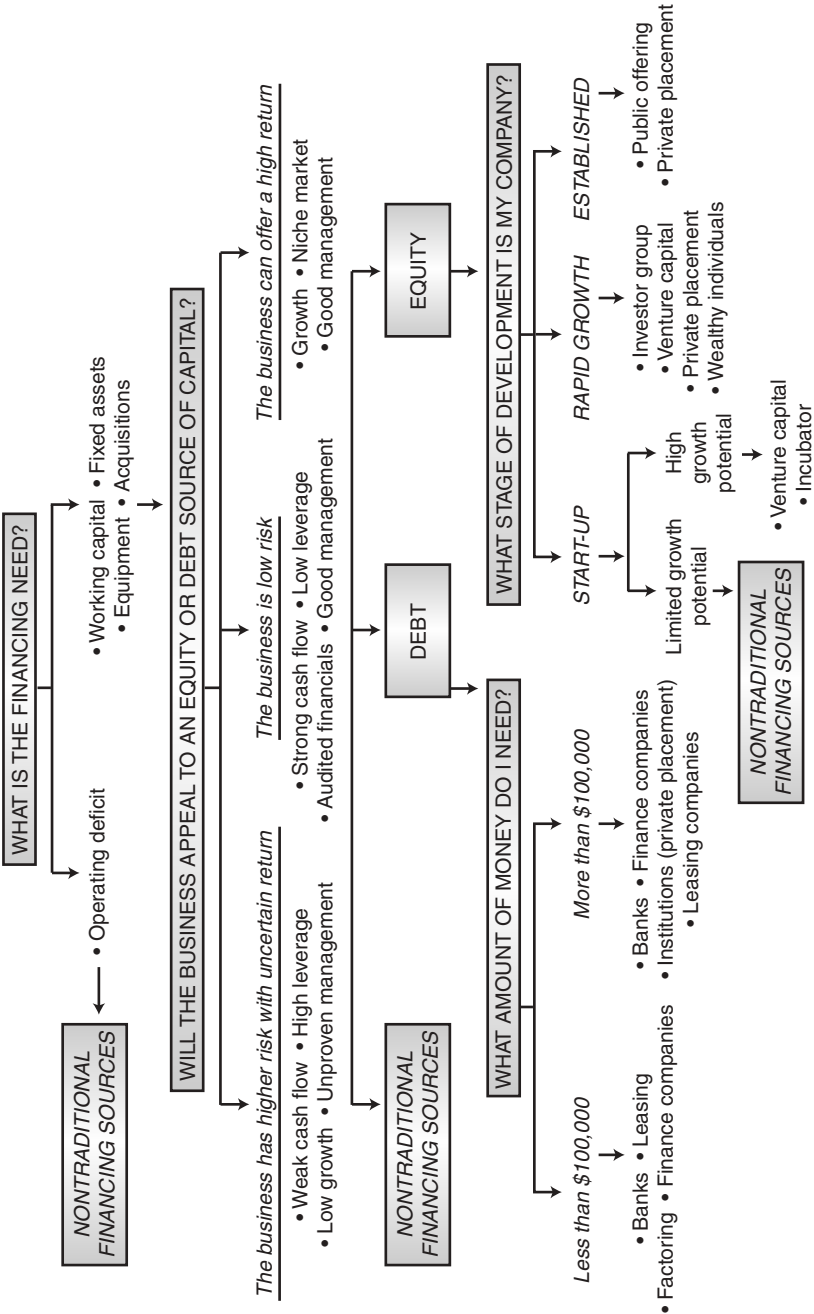 WHAT IS THE FINANCING NEED?
• Operating deficit
NONTRADITIONAL
FINANCING SOURCES
• Working capital • Fixed assets
• Equipment • Acquisitions
WILL THE BUSINESS APPEAL TO AN EQUITY OR DEBT SOURCE OF CAPITAL?
The business has higher risk with uncertain return
• Weak cash flow • High leverage
• Low growth • Unproven management
The business is low risk
• Strong cash flow • Low leverage
• Audited financials • Good management
The business can offer a high return
• Growth • Niche market
• Good management
NONTRADITIONAL
FINANCING SOURCES
DEBT
EQUITY
WHAT AMOUNT OF MONEY DO I NEED?
Less than $100,000
• Banks • Leasing
• Factoring • Finance companies
More than $100,000
• Banks • Finance companies
• Institutions (private placement)
• Leasing companies
WHAT STAGE OF DEVELOPMENT IS MY COMPANY?
START-UP
Limited growth
potential
NONTRADITIONAL
FINANCING SOURCES
High
growth
potential
• Venture capital
• Incubator
RAPID GROWTH
• Investor group
• Venture capital
• Private placement
• Wealthy individuals
ESTABLISHED
• Public offering
• Private placement